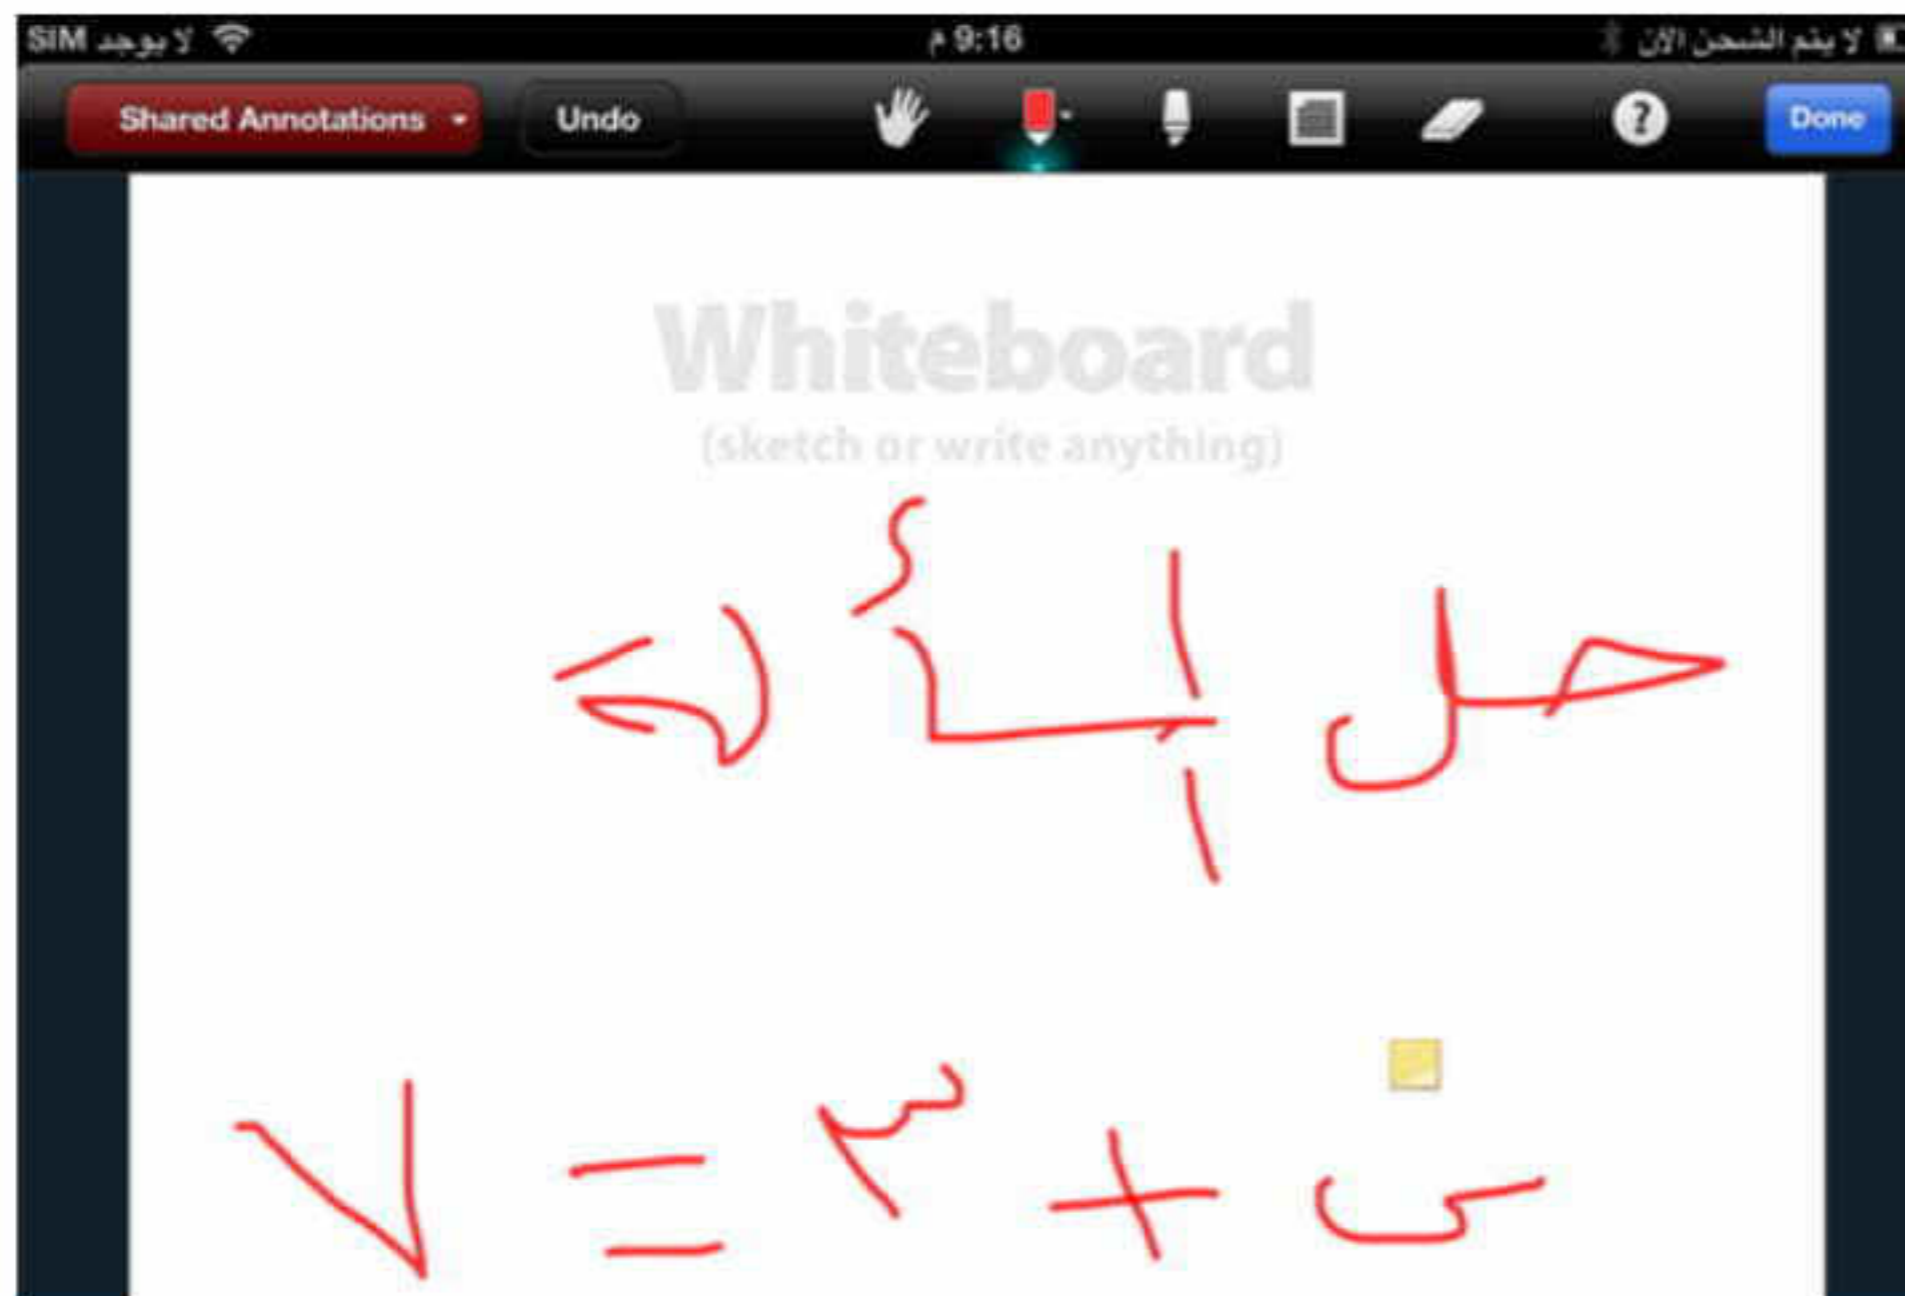 لا يوجد SIM 9:16 م لا يتم الشحن الآن
Shared Annotations Undo ? Done
Whiteboard
(sketch or write anything)
حل
س + ٣ = ٧